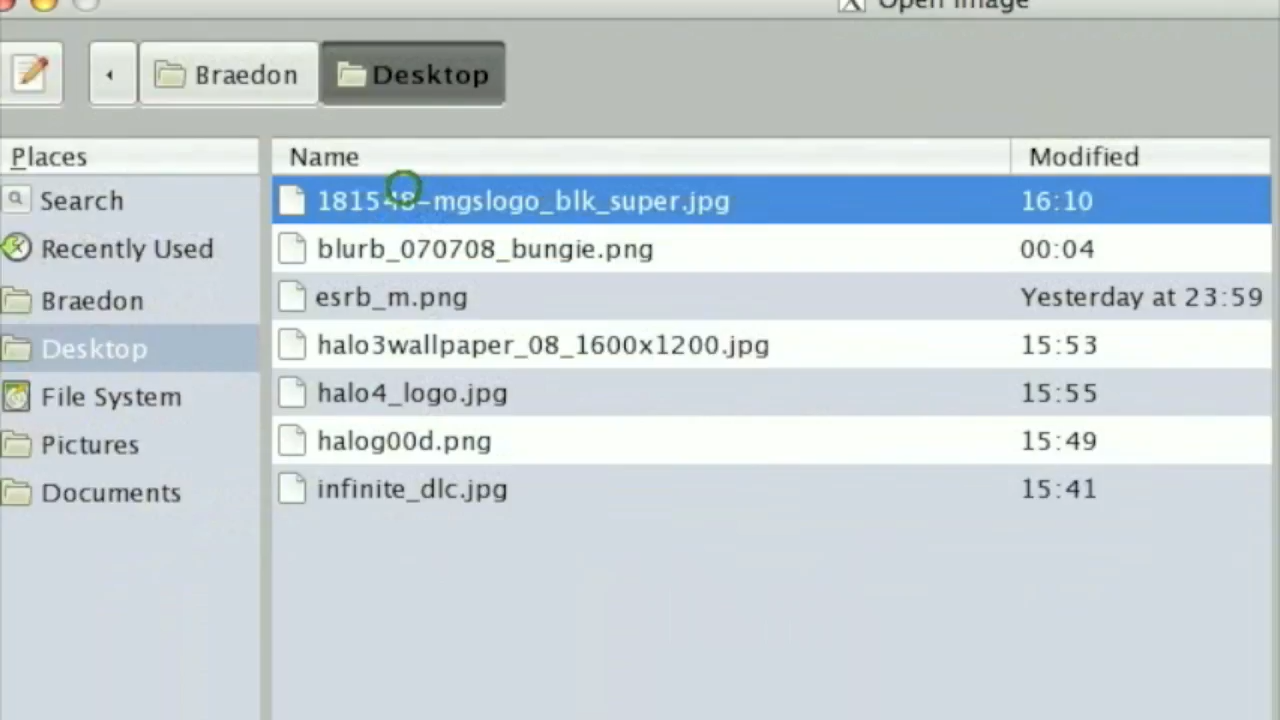 Open Image
Braedon
Desktop
Places
Name
Modified
Search
181548-mgslogo_blk_super.jpg
16:10
Recently Used
blurb_070708_bungie.png
00:04
Braedon
esrb_m.png
Yesterday at 23:59
Desktop
halo3wallpaper_08_1600x1200.jpg
15:53
File System
halo4_logo.jpg
15:55
Pictures
halog00d.png
15:49
Documents
infinite_dlc.jpg
15:41